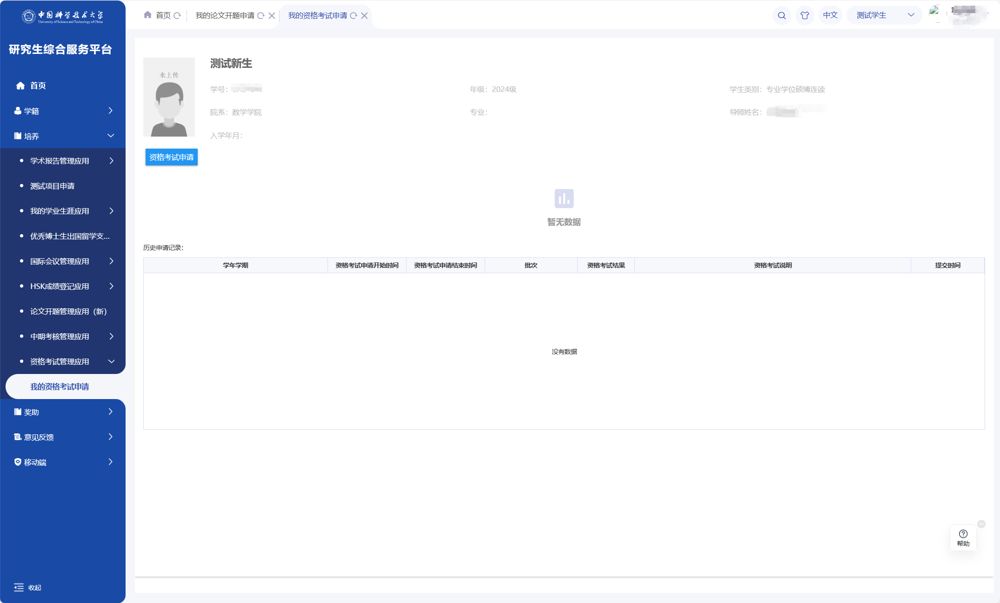 中国科学技术大学
University of Science and Technology of China
研究生综合服务平台
首页
学籍
培养
学术报告管理应用
测试项目申请
我的学业生涯应用
优秀博士生出国留学支...
国际会议管理应用
HSK成绩登记应用
论文开题管理应用（新）
中期考核管理应用
资格考试管理应用
我的资格考试申请
奖助
意见反馈
移动端
收起
首页 我的论文开题申请 我的资格考试申请 中文 测试学生
未上传
测试新生
学号： 年级：2024级 学生类别：专业学位硕博连读
院系：数学学院 专业： 导师姓名：
入学年月：
资格考试申请
暂无数据
历史申请记录：
学年学期 资格考试申请开始时间 资格考试申请结束时间 批次 资格考试结果 资格考试说明 提交时间
没有数据
帮助